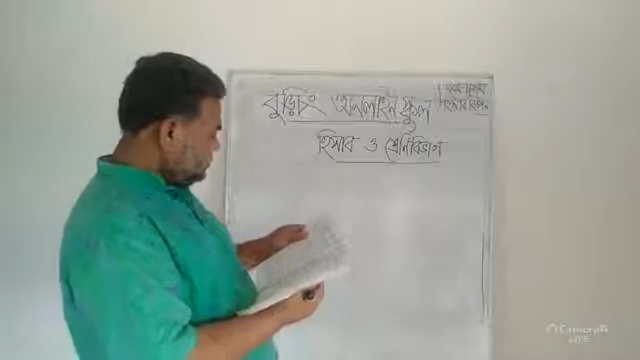 বুড়িচং অনলাইন স্কুল
হিসাব ও শ্রেণিবিভাগ
হিসাব বিজ্ঞান